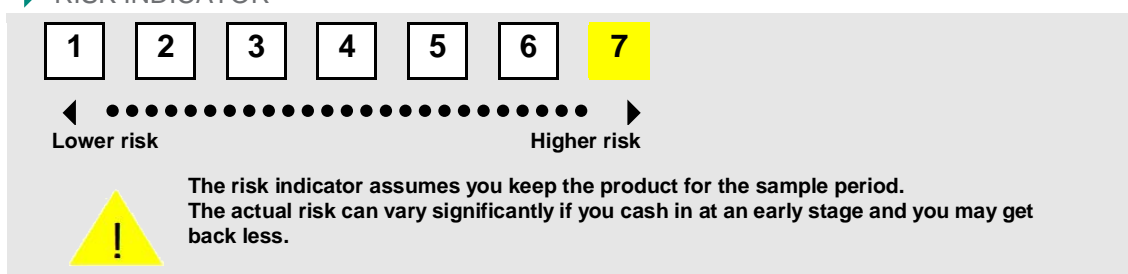 RISK INDICATOR
1 2 3 4 5 6 7
Lower risk Higher risk
The risk indicator assumes you keep the product for the sample period.
The actual risk can vary significantly if you cash in at an early stage and you may get
back less.
!